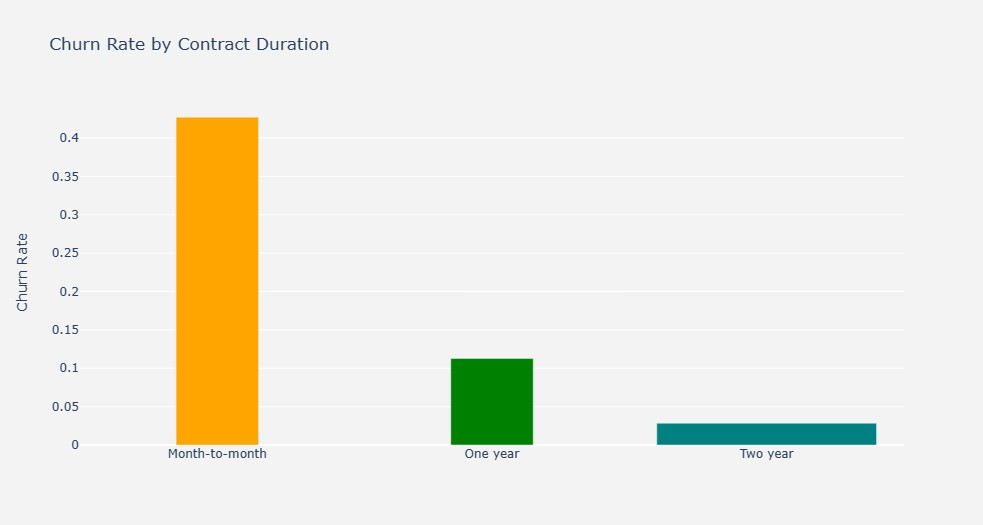 Churn Rate by Contract Duration
Churn Rate
0.4
0.35
0.3
0.25
0.2
0.15
0.1
0.05
0
Month-to-month
One year
Two year